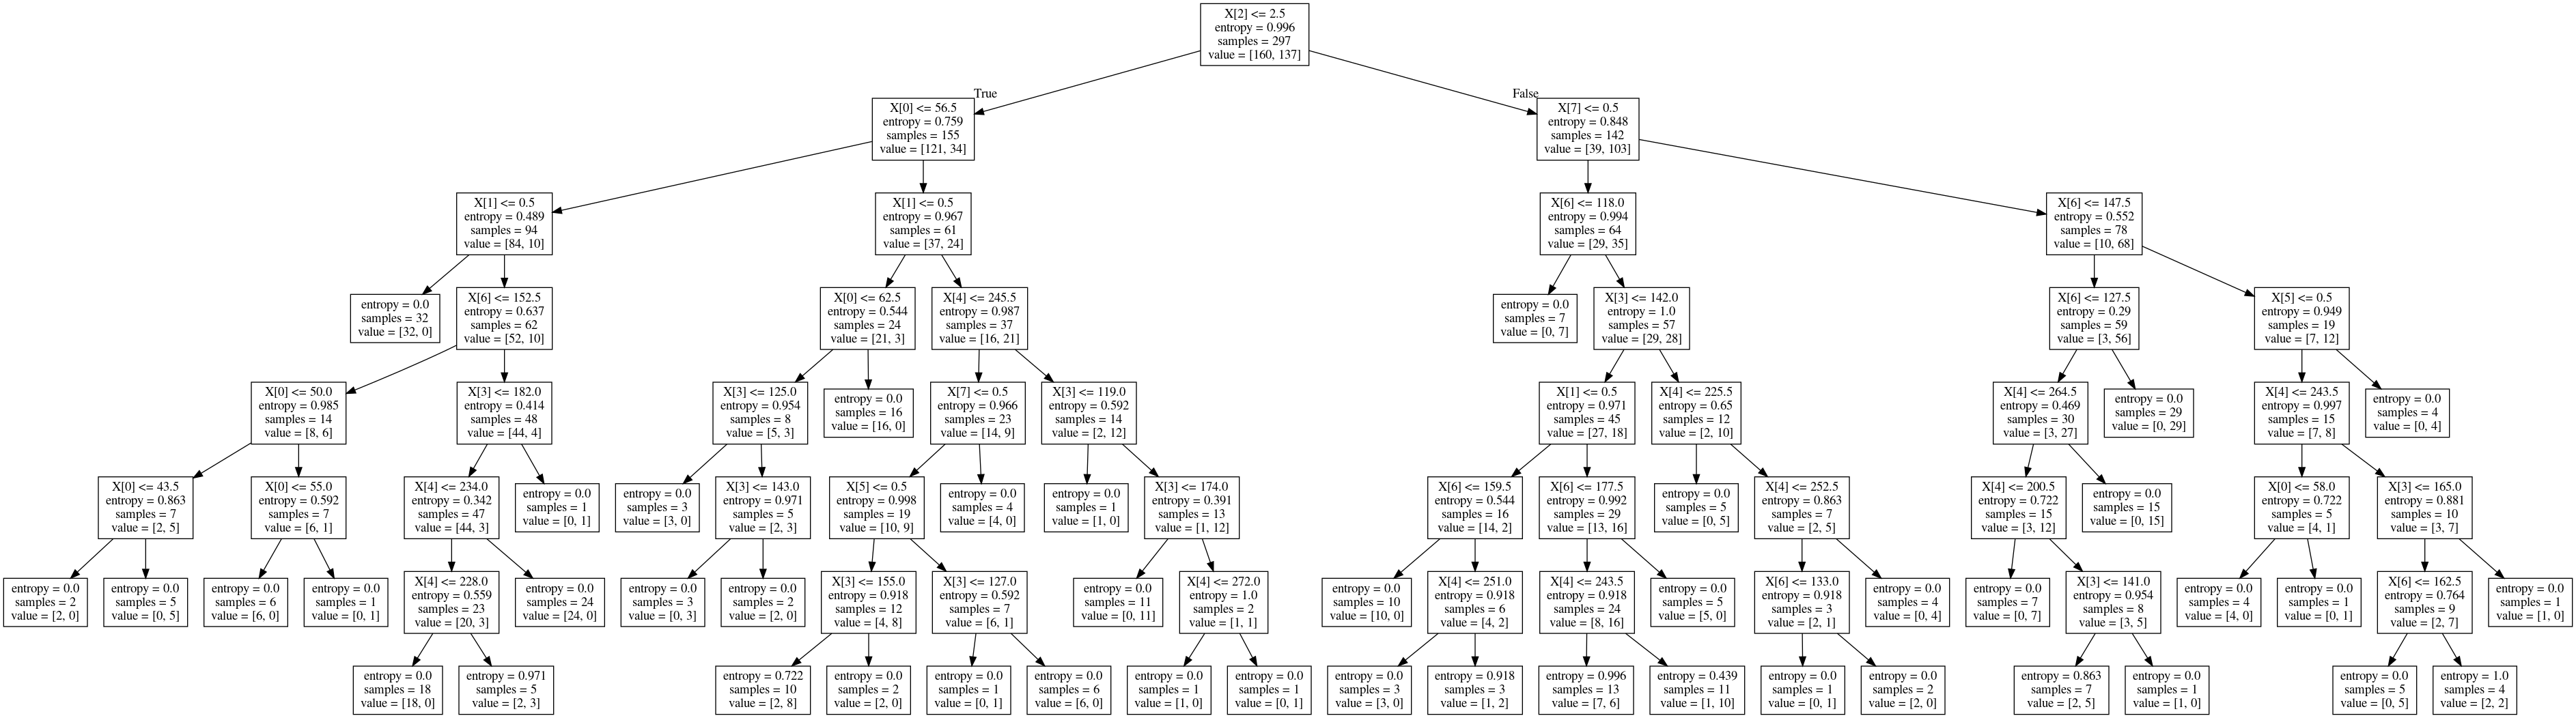 X[2] <= 2.5
entropy = 0.996
samples = 297
value = [160, 137]
True
False
X[0] <= 56.5
entropy = 0.759
samples = 155
value = [121, 34]
X[7] <= 0.5
entropy = 0.848
samples = 142
value = [39, 103]
X[1] <= 0.5
entropy = 0.489
samples = 94
value = [84, 10]
X[1] <= 0.5
entropy = 0.967
samples = 61
value = [37, 24]
X[6] <= 118.0
entropy = 0.994
samples = 64
value = [29, 35]
X[6] <= 147.5
entropy = 0.552
samples = 78
value = [10, 68]
entropy = 0.0
samples = 32
value = [32, 0]
X[6] <= 152.5
entropy = 0.637
samples = 62
value = [52, 10]
X[0] <= 62.5
entropy = 0.544
samples = 24
value = [21, 3]
X[4] <= 245.5
entropy = 0.987
samples = 37
value = [16, 21]
entropy = 0.0
samples = 7
value = [0, 7]
X[3] <= 142.0
entropy = 1.0
samples = 57
value = [29, 28]
X[6] <= 127.5
entropy = 0.29
samples = 59
value = [3, 56]
X[5] <= 0.5
entropy = 0.949
samples = 19
value = [7, 12]
X[0] <= 50.0
entropy = 0.985
samples = 14
value = [8, 6]
X[3] <= 182.0
entropy = 0.414
samples = 48
value = [44, 4]
X[3] <= 125.0
entropy = 0.954
samples = 8
value = [5, 3]
entropy = 0.0
samples = 16
value = [16, 0]
X[7] <= 0.5
entropy = 0.966
samples = 23
value = [14, 9]
X[3] <= 119.0
entropy = 0.592
samples = 14
value = [2, 12]
X[1] <= 0.5
entropy = 0.971
samples = 45
value = [27, 18]
X[4] <= 225.5
entropy = 0.65
samples = 12
value = [2, 10]
X[4] <= 264.5
entropy = 0.469
samples = 30
value = [3, 27]
entropy = 0.0
samples = 29
value = [0, 29]
X[4] <= 243.5
entropy = 0.997
samples = 15
value = [7, 8]
entropy = 0.0
samples = 4
value = [0, 4]
X[0] <= 43.5
entropy = 0.863
samples = 7
value = [2, 5]
X[0] <= 55.0
entropy = 0.592
samples = 7
value = [6, 1]
X[4] <= 234.0
entropy = 0.342
samples = 47
value = [44, 3]
entropy = 0.0
samples = 1
value = [0, 1]
entropy = 0.0
samples = 3
value = [3, 0]
X[3] <= 143.0
entropy = 0.971
samples = 5
value = [2, 3]
X[5] <= 0.5
entropy = 0.998
samples = 19
value = [10, 9]
entropy = 0.0
samples = 4
value = [4, 0]
entropy = 0.0
samples = 1
value = [1, 0]
X[3] <= 174.0
entropy = 0.391
samples = 13
value = [1, 12]
X[6] <= 159.5
entropy = 0.544
samples = 16
value = [14, 2]
X[6] <= 177.5
entropy = 0.992
samples = 29
value = [13, 16]
entropy = 0.0
samples = 5
value = [0, 5]
X[4] <= 252.5
entropy = 0.863
samples = 7
value = [2, 5]
X[4] <= 200.5
entropy = 0.722
samples = 15
value = [3, 12]
entropy = 0.0
samples = 15
value = [0, 15]
X[0] <= 58.0
entropy = 0.722
samples = 5
value = [4, 1]
X[3] <= 165.0
entropy = 0.881
samples = 10
value = [3, 7]
entropy = 0.0
samples = 2
value = [2, 0]
entropy = 0.0
samples = 5
value = [0, 5]
entropy = 0.0
samples = 6
value = [6, 0]
entropy = 0.0
samples = 1
value = [0, 1]
X[4] <= 228.0
entropy = 0.559
samples = 23
value = [20, 3]
entropy = 0.0
samples = 24
value = [24, 0]
entropy = 0.0
samples = 3
value = [0, 3]
entropy = 0.0
samples = 2
value = [2, 0]
X[3] <= 155.0
entropy = 0.918
samples = 12
value = [4, 8]
X[3] <= 127.0
entropy = 0.592
samples = 7
value = [6, 1]
entropy = 0.0
samples = 11
value = [0, 11]
X[4] <= 272.0
entropy = 1.0
samples = 2
value = [1, 1]
entropy = 0.0
samples = 10
value = [10, 0]
X[4] <= 251.0
entropy = 0.918
samples = 6
value = [4, 2]
X[4] <= 243.5
entropy = 0.918
samples = 24
value = [8, 16]
entropy = 0.0
samples = 5
value = [5, 0]
X[6] <= 133.0
entropy = 0.918
samples = 3
value = [2, 1]
entropy = 0.0
samples = 4
value = [0, 4]
entropy = 0.0
samples = 7
value = [0, 7]
X[3] <= 141.0
entropy = 0.954
samples = 8
value = [3, 5]
entropy = 0.0
samples = 4
value = [4, 0]
entropy = 0.0
samples = 1
value = [0, 1]
X[6] <= 162.5
entropy = 0.764
samples = 9
value = [2, 7]
entropy = 0.0
samples = 1
value = [1, 0]
entropy = 0.0
samples = 18
value = [18, 0]
entropy = 0.971
samples = 5
value = [2, 3]
entropy = 0.722
samples = 10
value = [2, 8]
entropy = 0.0
samples = 2
value = [2, 0]
entropy = 0.0
samples = 1
value = [0, 1]
entropy = 0.0
samples = 6
value = [6, 0]
entropy = 0.0
samples = 1
value = [1, 0]
entropy = 0.0
samples = 1
value = [0, 1]
entropy = 0.0
samples = 3
value = [3, 0]
entropy = 0.918
samples = 3
value = [1, 2]
entropy = 0.996
samples = 13
value = [7, 6]
entropy = 0.439
samples = 11
value = [1, 10]
entropy = 0.0
samples = 1
value = [0, 1]
entropy = 0.0
samples = 2
value = [2, 0]
entropy = 0.863
samples = 7
value = [2, 5]
entropy = 0.0
samples = 1
value = [1, 0]
entropy = 0.0
samples = 5
value = [0, 5]
entropy = 1.0
samples = 4
value = [2, 2]